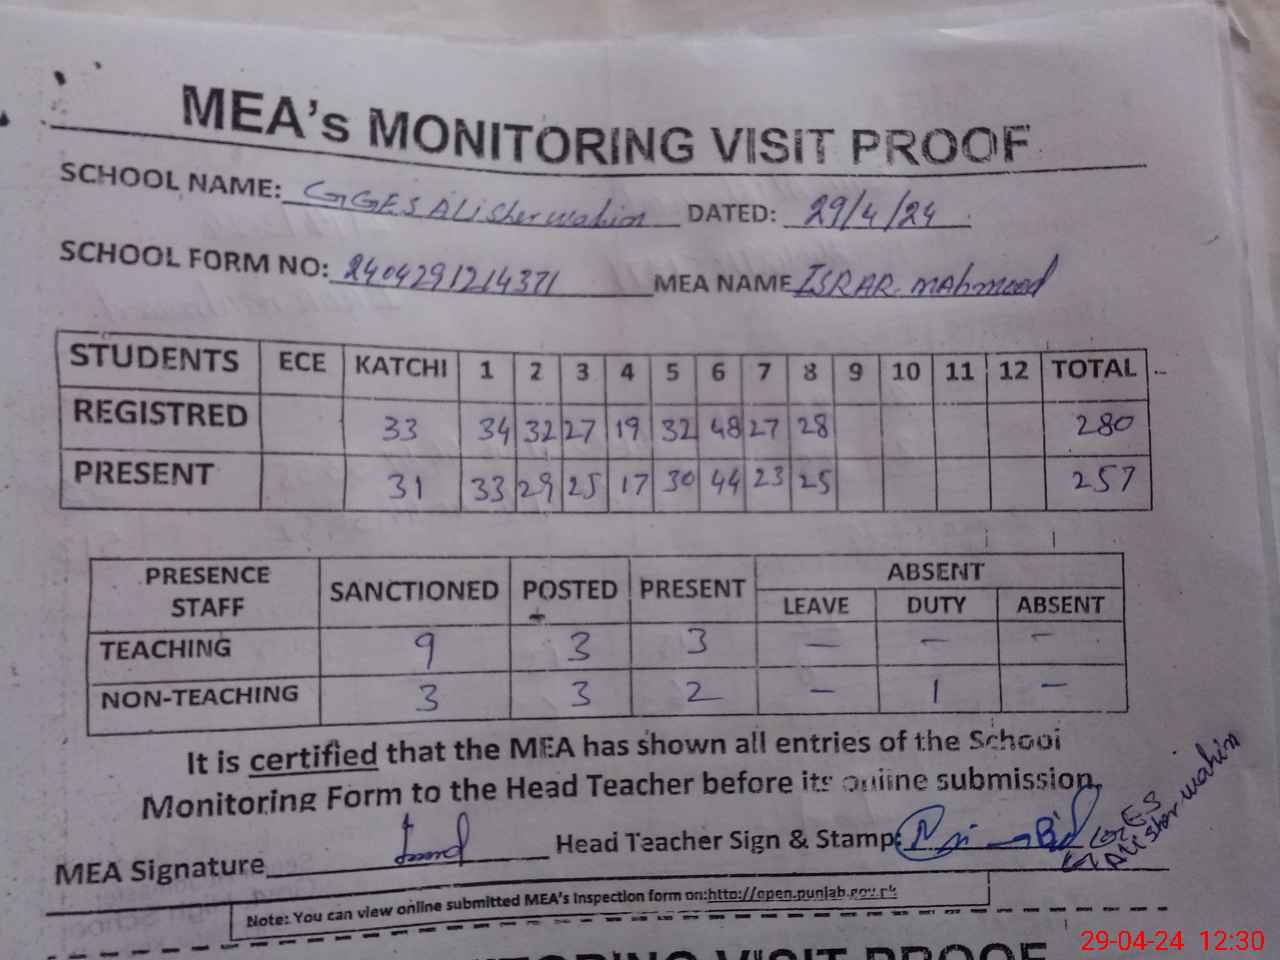 MEA's MONITORING VISIT PROOF
SCHOOL NAME: GGES Ali Sher wahin DATED: 29/4/24
SCHOOL FORM NO: 2404291214371 MEA NAME ISRAR mahmood
STUDENTS ECE KATCHI 1 2 3 4 5 6 7 8 9 10 11 12 TOTAL
REGISTRED 33 34 32 27 19 32 48 27 28 280
PRESENT 31 33 29 25 17 30 44 23 25 257
PRESENCE STAFF SANCTIONED POSTED PRESENT ABSENT
LEAVE DUTY ABSENT
TEACHING 9 3 3 — — —
NON-TEACHING 3 3 2 — 1 —
It is certified that the MEA has shown all entries of the School
Monitoring Form to the Head Teacher before its online submission.
MEA Signature Head Teacher Sign & Stamp:
GGES
Ali Sher wahin
Note: You can view online submitted MEA's Inspection form on:http://open.punjab.gov.pk
MONITORING VISIT PROOF
29-04-24 12:30